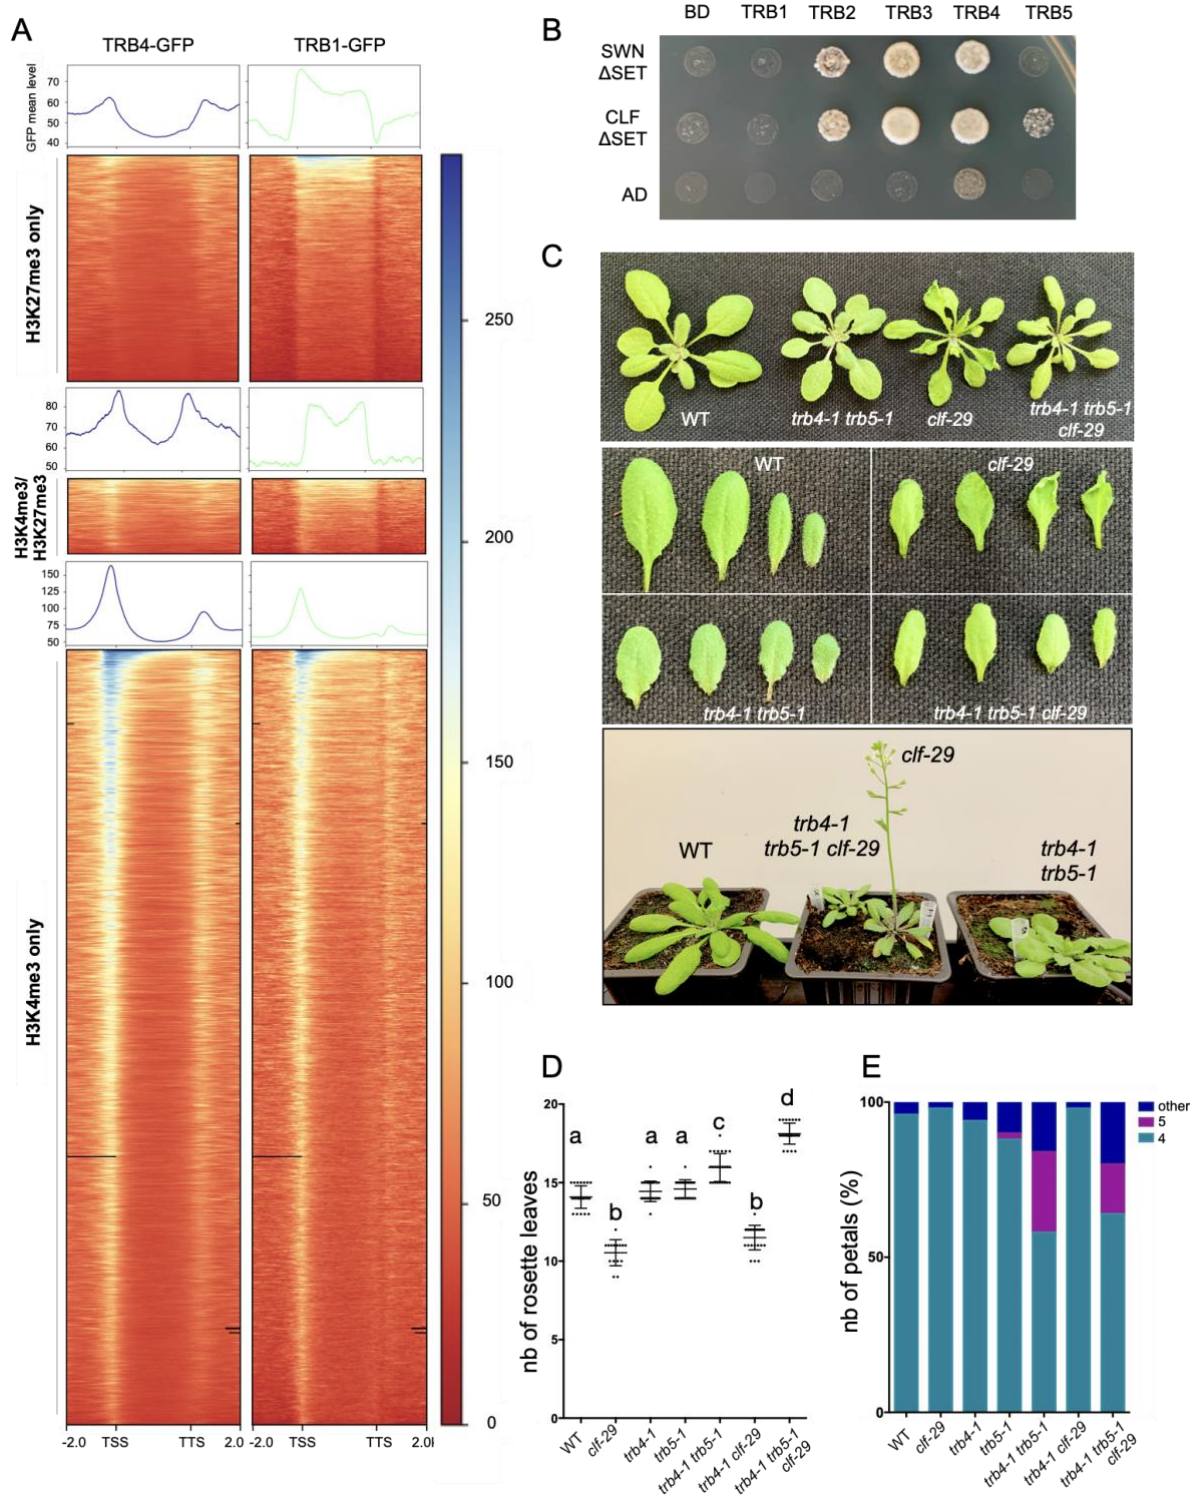 A
TRB4-GFP
TRB1-GFP
GFP mean level
70
60
50
40
H3K27me3 only
80
70
60
50
H3K4me3/
H3K27me3
150
125
100
75
50
H3K4me3 only
250
200
150
100
50
0
-2.0 TSS TTS 2.0
-2.0 TSS TTS 2.0
B
BD TRB1 TRB2 TRB3 TRB4 TRB5
SWN
ΔSET
CLF
ΔSET
AD
C
WT
trb4-1 trb5-1
clf-29
trb4-1 trb5-1
clf-29
WT
clf-29
trb4-1 trb5-1
trb4-1 trb5-1 clf-29
clf-29
trb4-1
trb5-1 clf-29
WT
trb4-1
trb5-1
D
nb of rosette leaves
20
15
10
5
0
a
b
a
a
c
b
d
WT
clf-29
trb4-1
trb5-1
trb4-1 trb5-1
trb4-1 clf-29
trb4-1 trb5-1
clf-29
E
nb of petals (%)
100
50
0
other
5
4
WT
clf-29
trb4-1
trb5-1
trb4-1 trb5-1
trb4-1 clf-29
trb4-1 trb5-1
clf-29